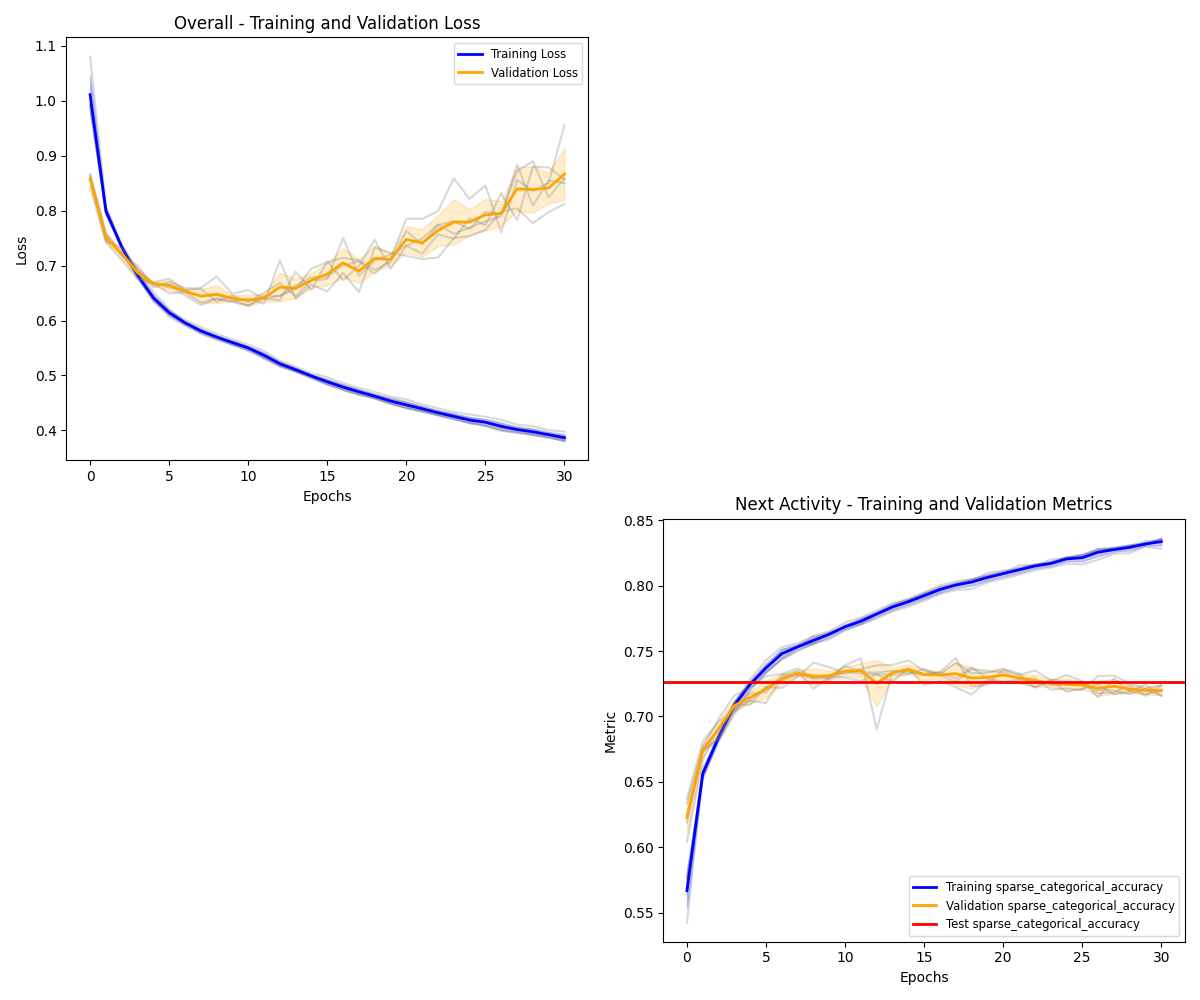 Overall - Training and Validation Loss
1.1
1.0
0.9
0.8
0.7
0.6
0.5
0.4
Loss
Training Loss
Validation Loss
0 5 10 15 20 25 30
Epochs
Next Activity - Training and Validation Metrics
0.85
0.80
0.75
0.70
0.65
0.60
0.55
Metric
Training sparse_categorical_accuracy
Validation sparse_categorical_accuracy
Test sparse_categorical_accuracy
0 5 10 15 20 25 30
Epochs